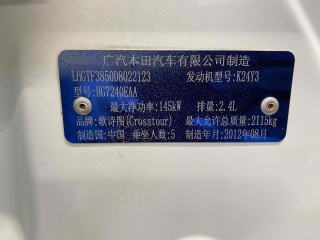 广汽本田汽车有限公司制造
LHGTF3850D8022123 发动机型号:K24Y3
型号:HG7240EAA
最大净功率:145kW 排量:2.4L
品牌:歌诗图(Crosstour) 最大允许总质量:2115kg
制造国:中国 乘坐人数:5 制造年月:2012年08月